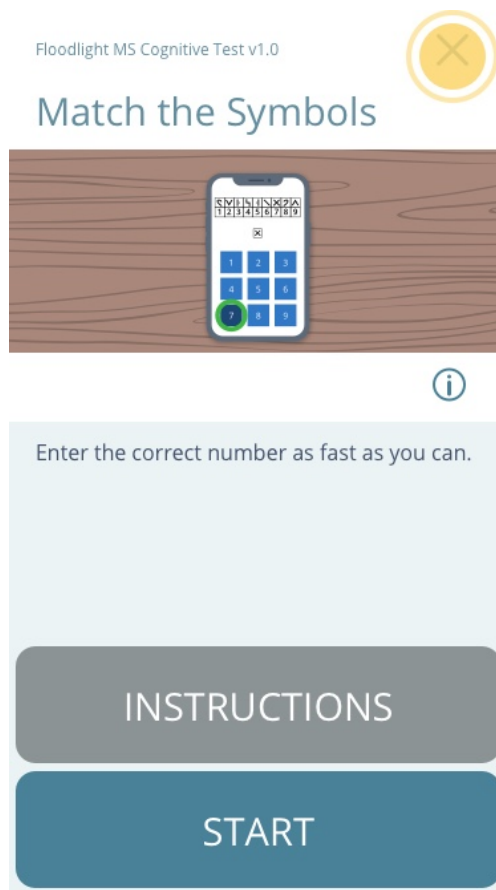 Floodlight MS Cognitive Test v1.0
Match the Symbols
1 2 3 4 5 6 7 8 9
1 2 3
4 5 6
7 8 9
Enter the correct number as fast as you can.
INSTRUCTIONS
START